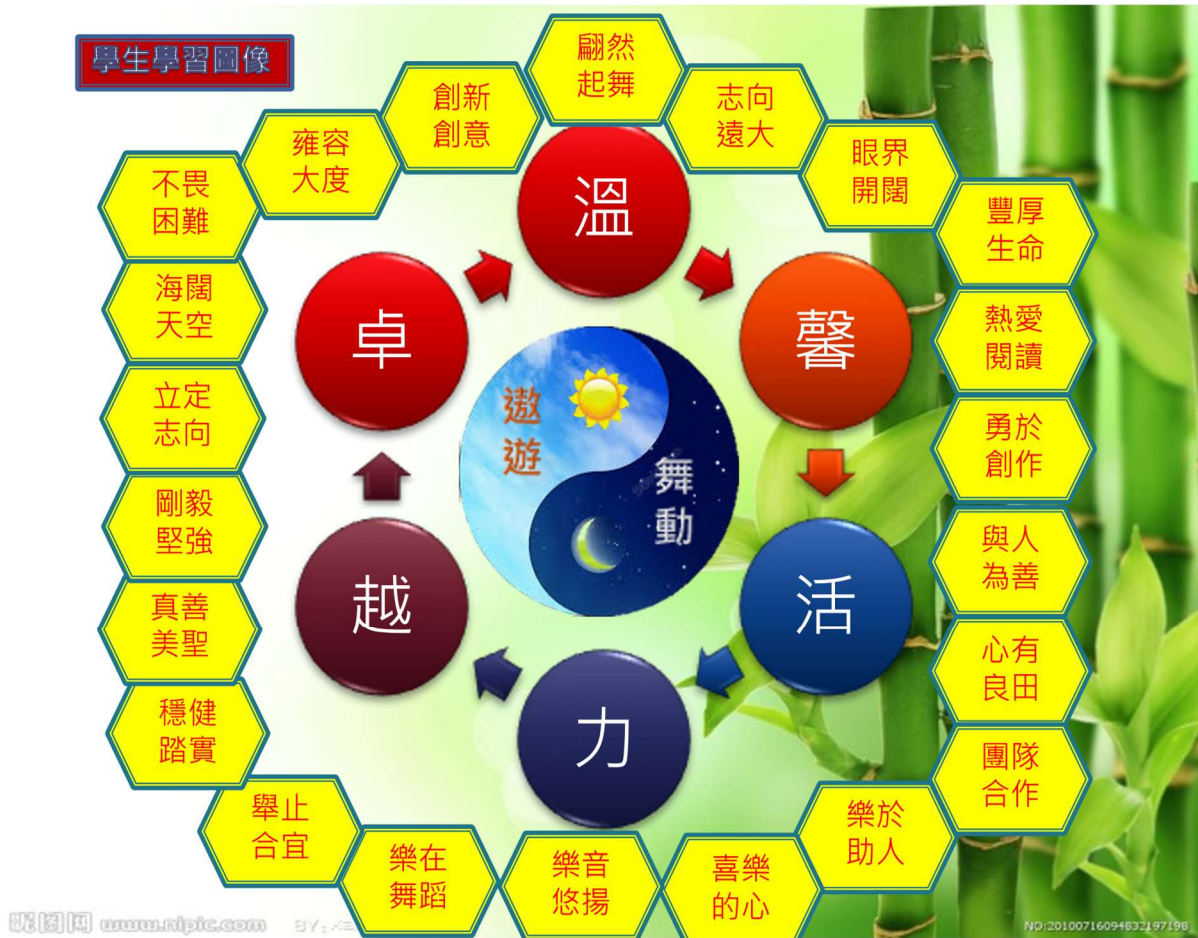 學生學習圖像
翩然
起舞
創新
創意
志向
遠大
雍容
大度
眼界
開闊
不畏
困難
豐厚
生命
海闊
天空
熱愛
閱讀
立定
志向
勇於
創作
剛毅
堅強
與人
為善
真善
美聖
心有
良田
穩健
踏實
團隊
合作
舉止
合宜
樂於
助人
樂在
舞蹈
樂音
悠揚
喜樂
的心
溫
馨
活
力
越
卓
遨
遊
舞
動
昵图网 www.nipic.com
NO:20100716094832197198